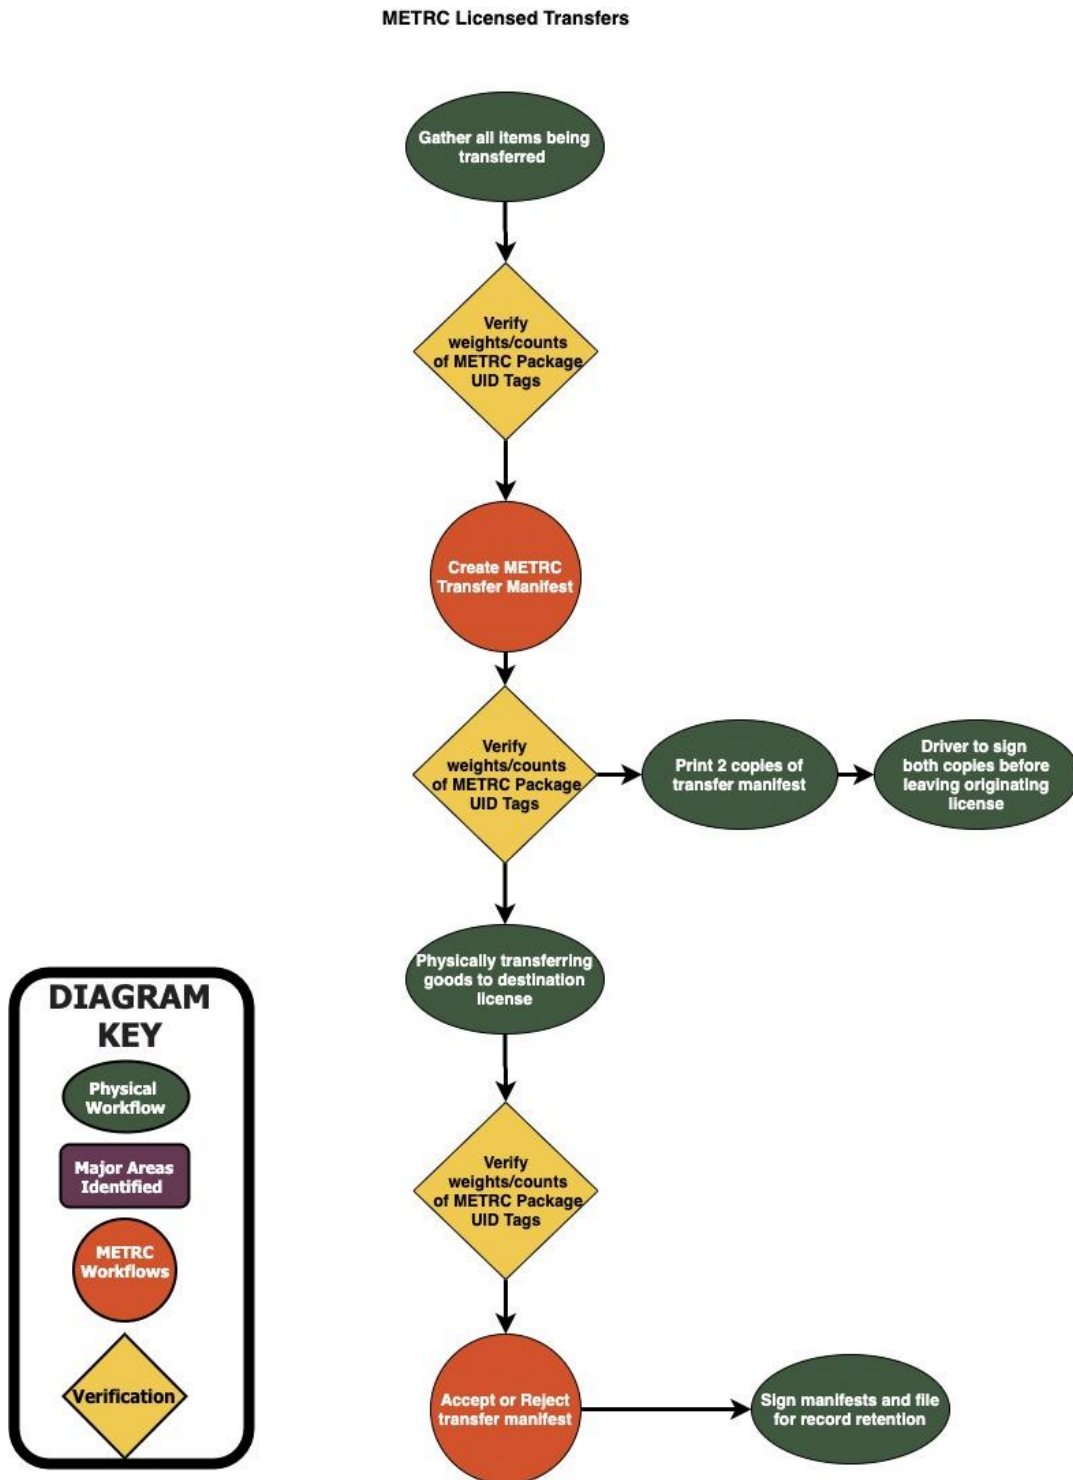 METRC Licensed Transfers
Gather all items being
transferred
Verify
weights/counts
of METRC Package
UID Tags
Create METRC
Transfer Manifest
Verify
weights/counts
of METRC Package
UID Tags
Print 2 copies of
transfer manifest
Driver to sign
both copies before
leaving originating
license
Physically transferring
goods to destination
license
Verify
weights/counts
of METRC Package
UID Tags
Accept or Reject
transfer manifest
Sign manifests and file
for record retention
DIAGRAM
KEY
Physical
Workflow
Major Areas
Identified
METRC
Workflows
Verification